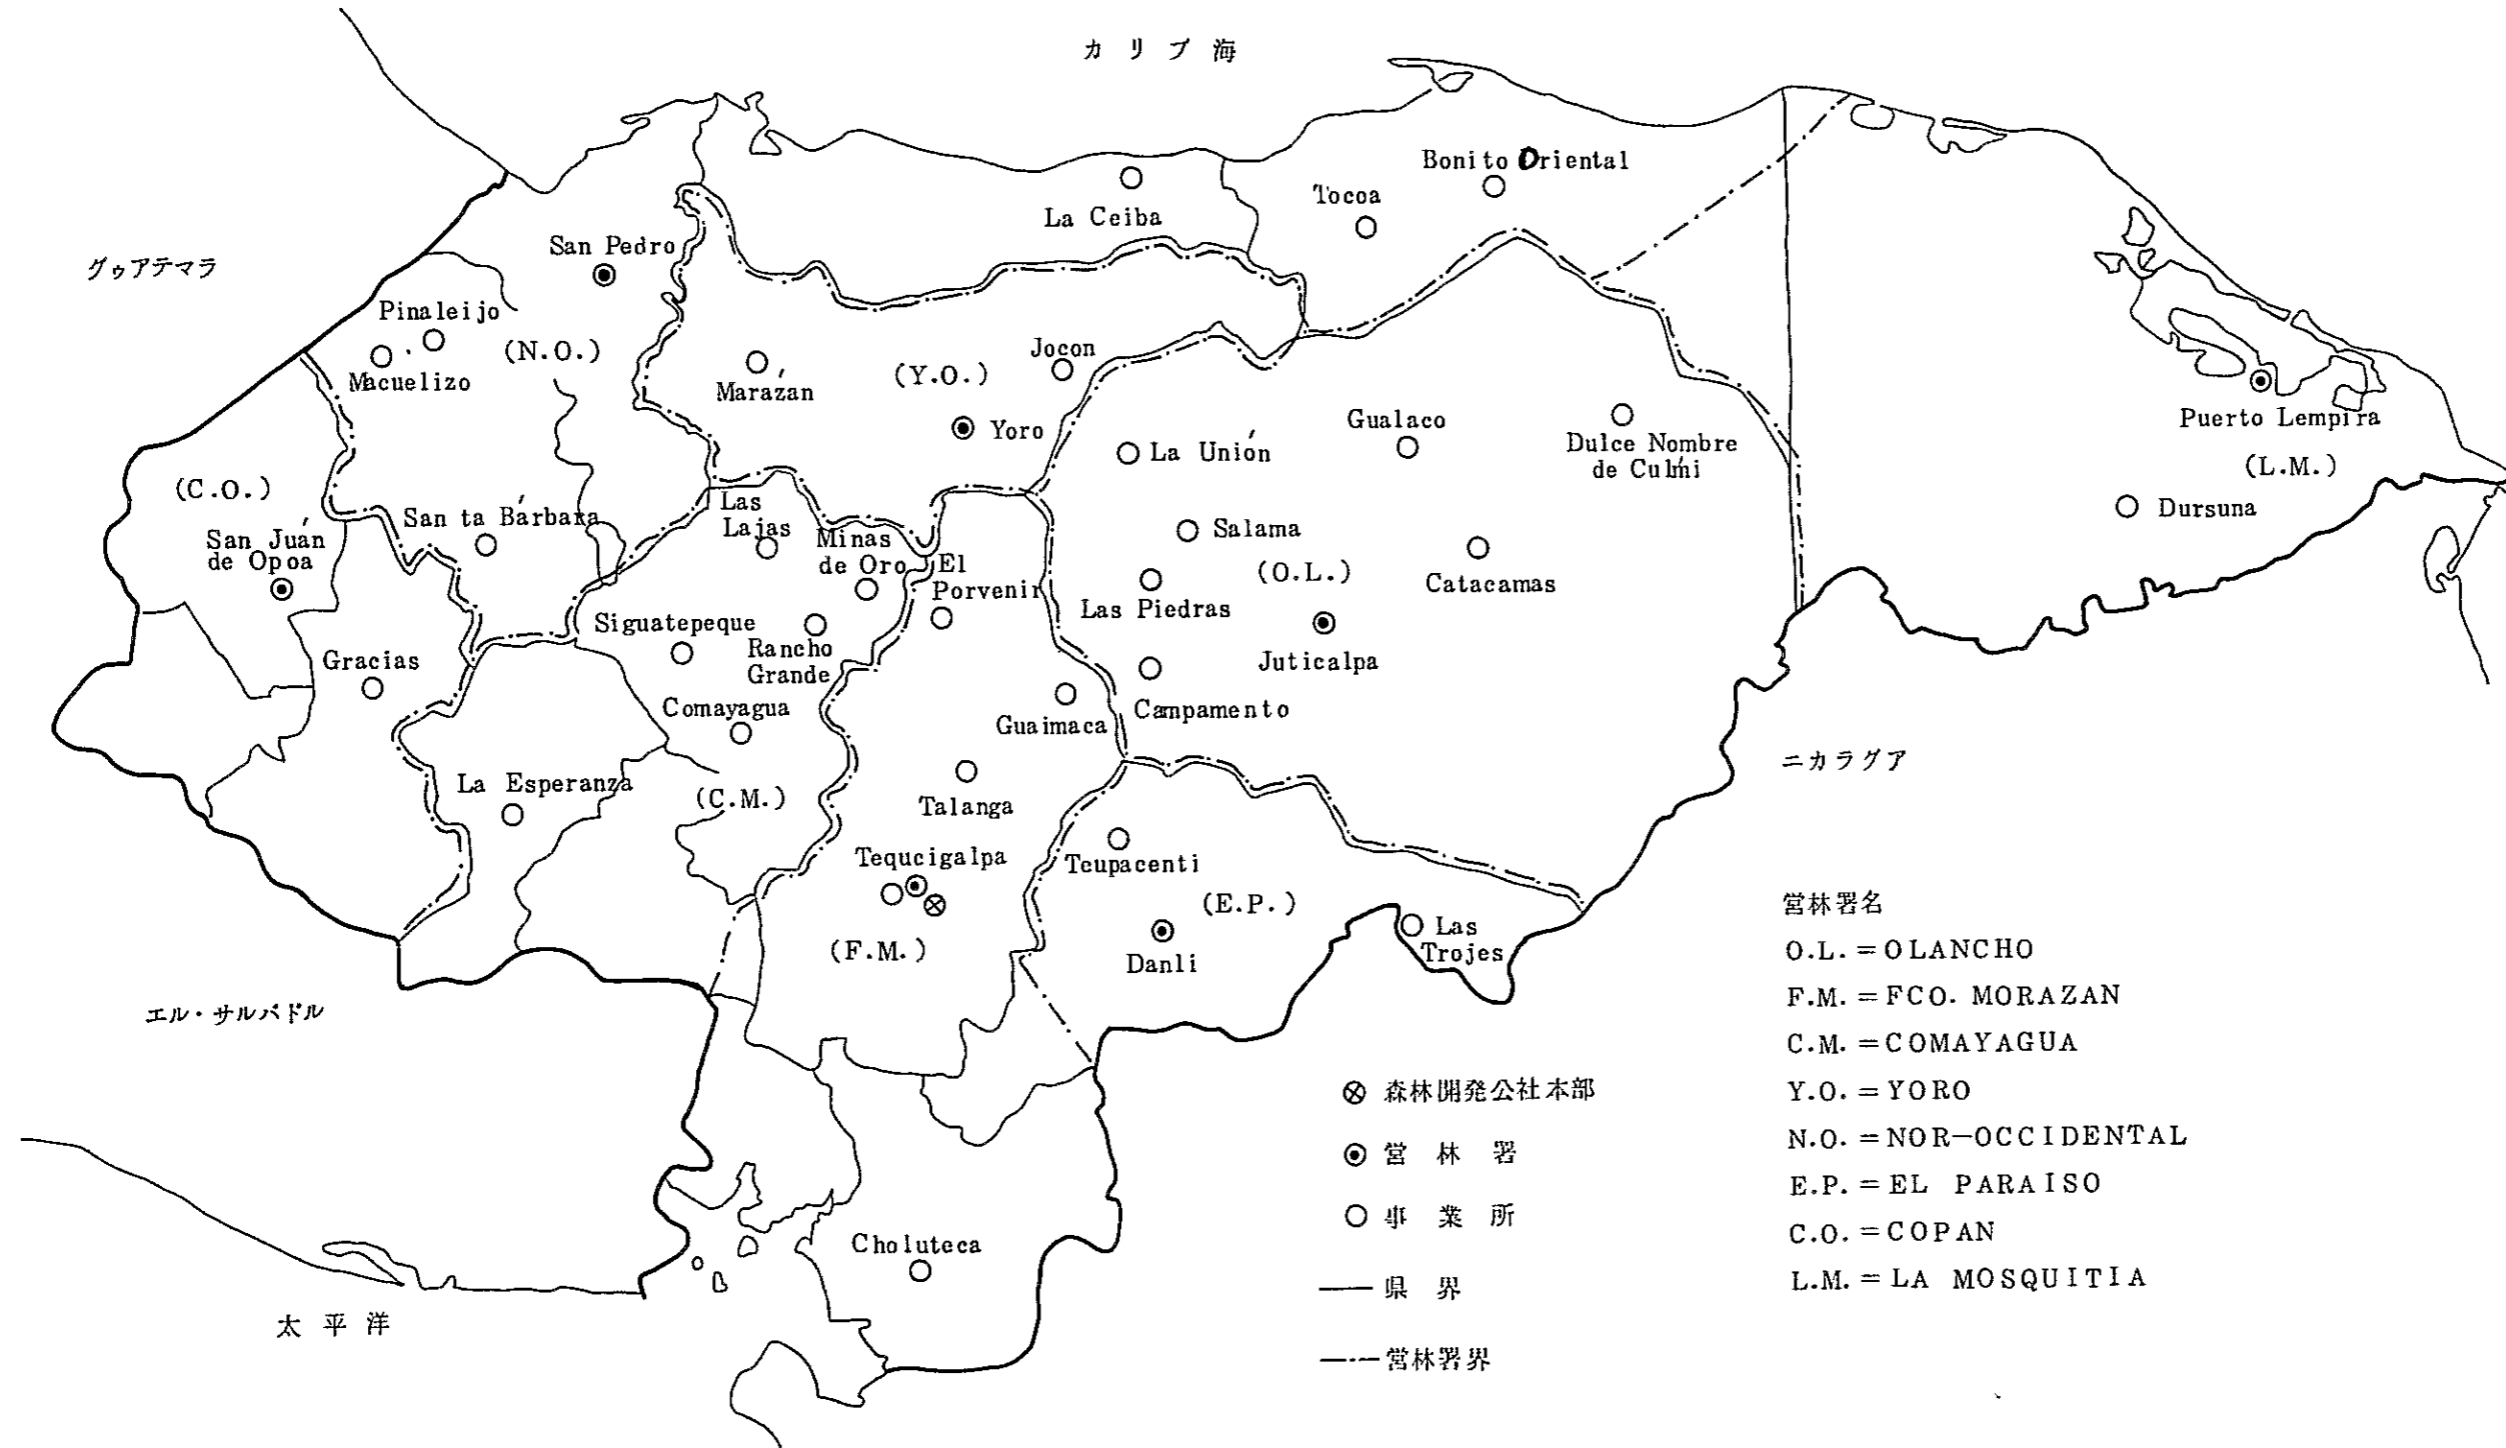 カリブ海
Bonito Oriental
Tocoa
La Ceiba
San Pedro
グゥアテマラ
Pinaleijo
(N.O.)
Macuelizo
Marazán
(Y.O.)
Jocon
Yoro
La Unión
Gualaco
Dulce Nombre
de Culmí
Puerto Lempira
(L.M.)
Dursuna
(C.O.)
San Juán
de Opoa
San ta Bárbara
Las
Lajas
Minas
de Oro
El
Porvenir
Salama
(O.L.)
Catacamas
Las Piedras
Siguatepeque
Rancho
Grande
Juticalpa
Gracias
Comayagua
Guaimaca
Campamento
ニカラグア
La Esperanza
(C.M.)
Talanga
Tequcigalpa
Teupacenti
(E.P.)
(F.M.)
Danli
Las
Trojes
エル・サルバドル
Choluteca
太平洋
⊗ 森林開発公社本部
営林署
事業所
県界
営林署界
営林署名
O.L. = OLANCHO
F.M. = FCO. MORAZAN
C.M. = COMAYAGUA
Y.O. = YORO
N.O. = NOR-OCCIDENTAL
E.P. = EL PARAISO
C.O. = COPAN
L.M. = LA MOSQUITIA